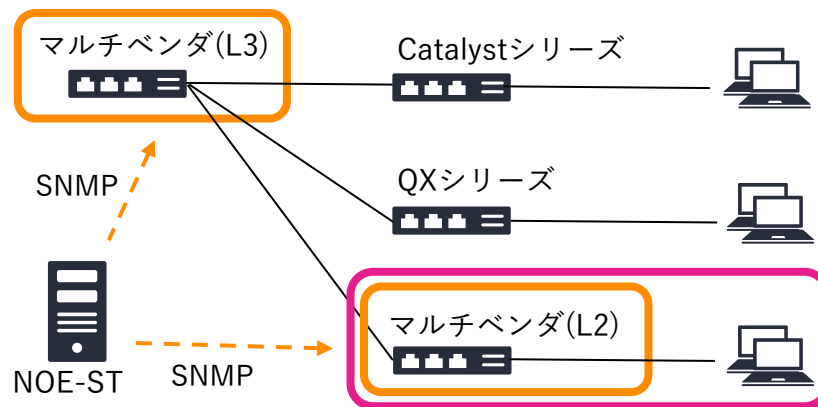 マルチベンダ(L3)
Catalystシリーズ
SNMP
QXシリーズ
マルチベンダ(L2)
NOE-ST
SNMP